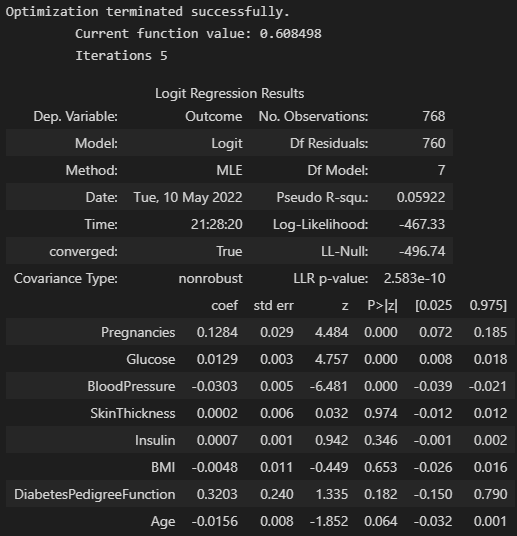 Optimization terminated successfully.
Current function value: 0.608498
Iterations 5
Logit Regression Results
Dep. Variable: Outcome No. Observations: 768
Model: Logit Df Residuals: 760
Method: MLE Df Model: 7
Date: Tue, 10 May 2022 Pseudo R-squ.: 0.05922
Time: 21:28:20 Log-Likelihood: -467.33
converged: True LL-Null: -496.74
Covariance Type: nonrobust LLR p-value: 2.583e-10
coef std err z P>|z| [0.025 0.975]
Pregnancies 0.1284 0.029 4.484 0.000 0.072 0.185
Glucose 0.0129 0.003 4.757 0.000 0.008 0.018
BloodPressure -0.0303 0.005 -6.481 0.000 -0.039 -0.021
SkinThickness 0.0002 0.006 0.032 0.974 -0.012 0.012
Insulin 0.0007 0.001 0.942 0.346 -0.001 0.002
BMI -0.0048 0.011 -0.449 0.653 -0.026 0.016
DiabetesPedigreeFunction 0.3203 0.240 1.335 0.182 -0.150 0.790
Age -0.0156 0.008 -1.852 0.064 -0.032 0.001